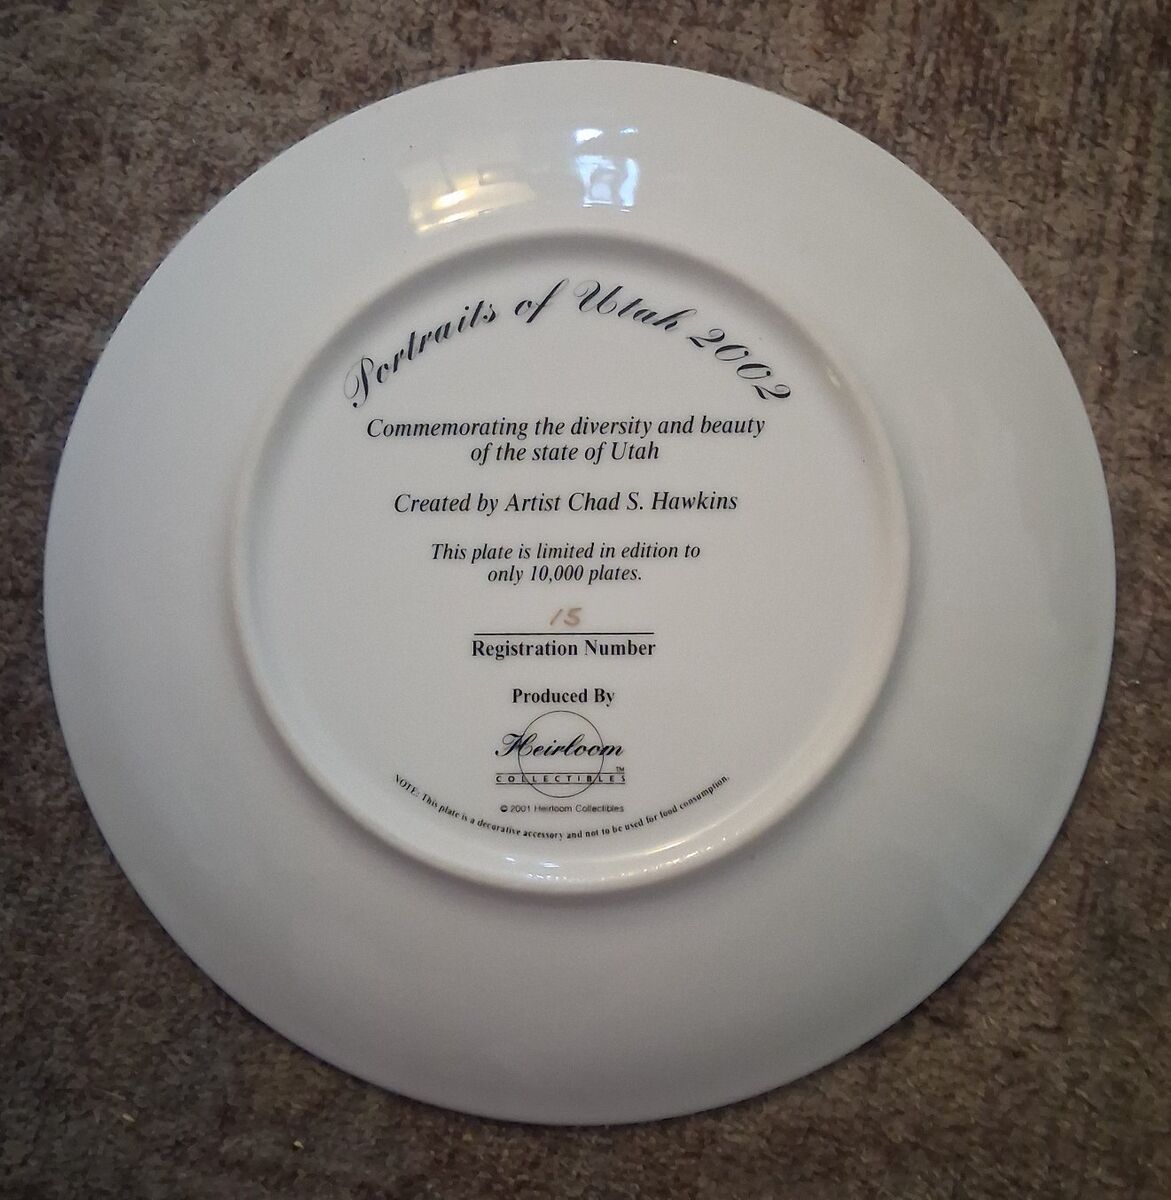 Portraits of Utah 2002
Commemorating the diversity and beauty
of the state of Utah
Created by Artist Chad S. Hawkins
This plate is limited in edition to
only 10,000 plates.
15
Registration Number
Produced By
Heirloom
COLLECTIBLES™
© 2001 Heirloom Collectibles
NOTE: This plate is a decorative accessory and not to be used for food consumption.